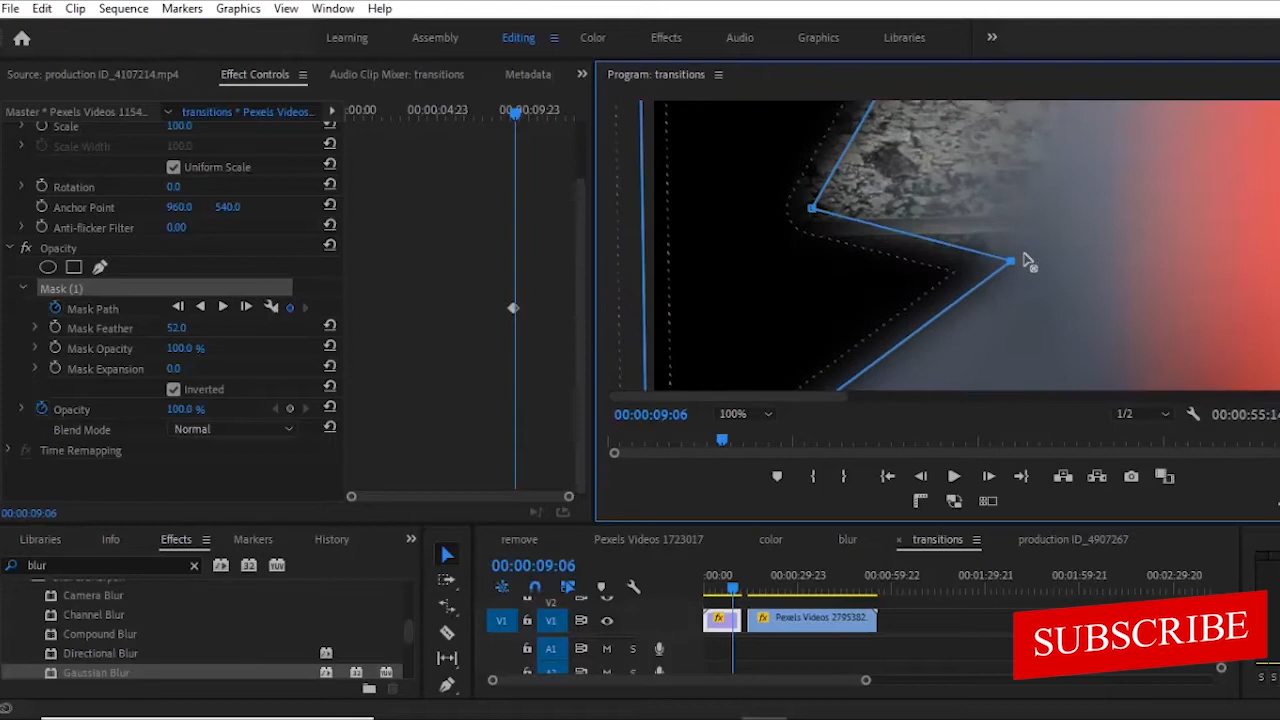 File Edit Clip Sequence Markers Graphics View Window Help
Learning Assembly Editing Color Effects Audio Graphics Libraries
Source: production ID_4107214.mp4 Effect Controls Audio Clip Mixer: transitions Metadata
Program: transitions
Master * Pexels Videos 1154... transitions * Pexels Videos... :00:00 00:00:04:23 00:00:09:23
Scale 100.0
Scale Width 100.0
Uniform Scale
Rotation 0.0
Anchor Point 960.0 540.0
Anti-flicker Filter 0.00
fx Opacity
Mask (1)
Mask Path
Mask Feather 52.0
Mask Opacity 100.0 %
Mask Expansion 0.0
Inverted
Opacity 100.0 %
Blend Mode Normal
fx Time Remapping
00:00:09:06
00:00:09:06 100% 1/2 00:00:55:14
Libraries Info Effects Markers History
blur
Camera Blur
Channel Blur
Compound Blur
Directional Blur
Gaussian Blur
remove Pexels Videos 1723017 color blur × transitions production ID_4907267
00:00:09:06
:00:00 00:00:29:23 00:00:59:22 00:01:29:21 00:01:59:21 00:02:29:20
V2
V1 V1 fx fx Pexels Videos 2795382.
A1 M S
A2 M S
SUBSCRIBE
S S